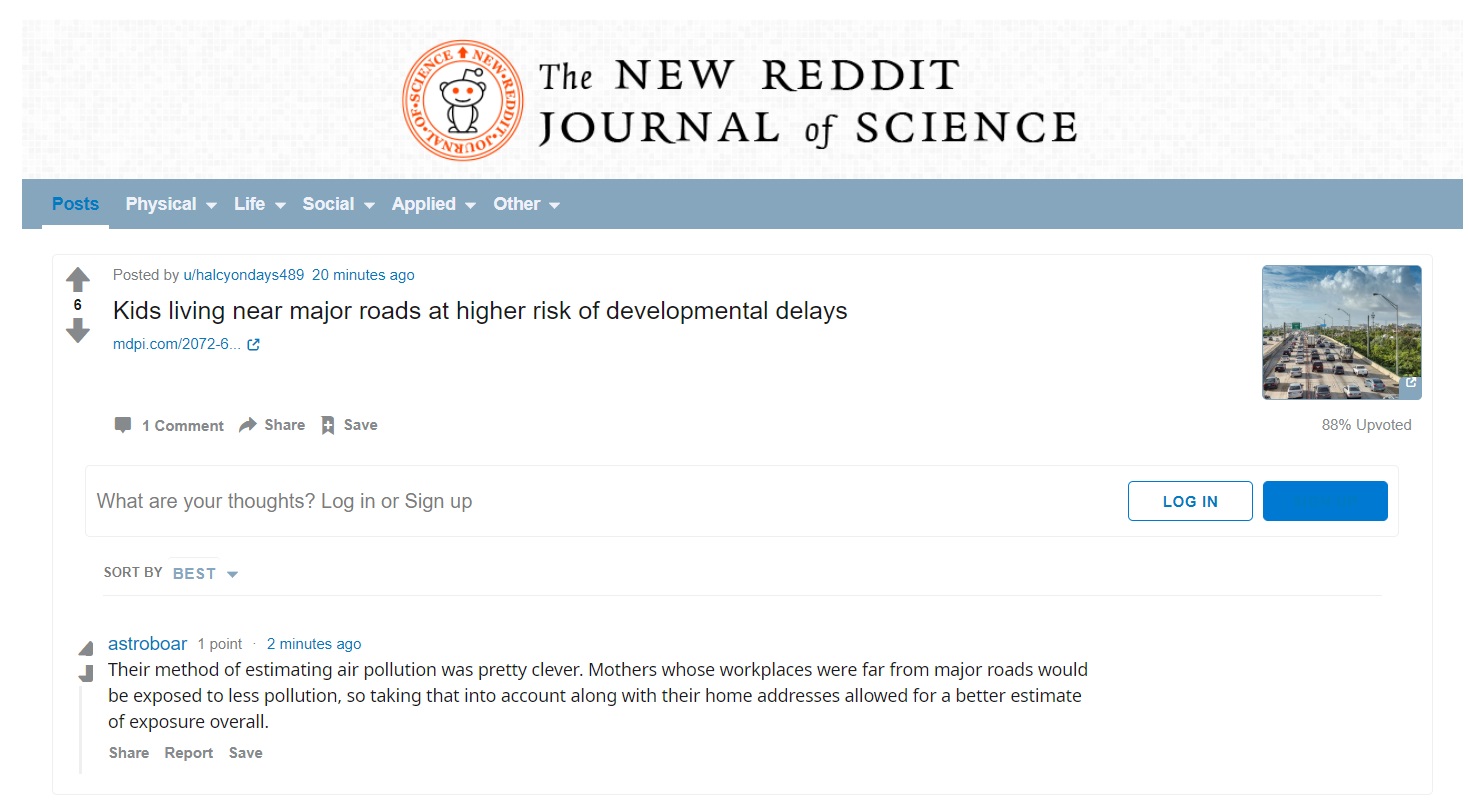 SCIENCE NEW REDDIT JOURNAL OF
The NEW REDDIT
JOURNAL of SCIENCE
Posts Physical Life Social Applied Other
Posted by u/halcyondays489 20 minutes ago
6
Kids living near major roads at higher risk of developmental delays
mdpi.com/2072-6...
1 Comment Share Save
88% Upvoted
What are your thoughts? Log in or Sign up
LOG IN
SORT BY BEST
astroboar 1 point · 2 minutes ago
Their method of estimating air pollution was pretty clever. Mothers whose workplaces were far from major roads would
be exposed to less pollution, so taking that into account along with their home addresses allowed for a better estimate
of exposure overall.
Share Report Save